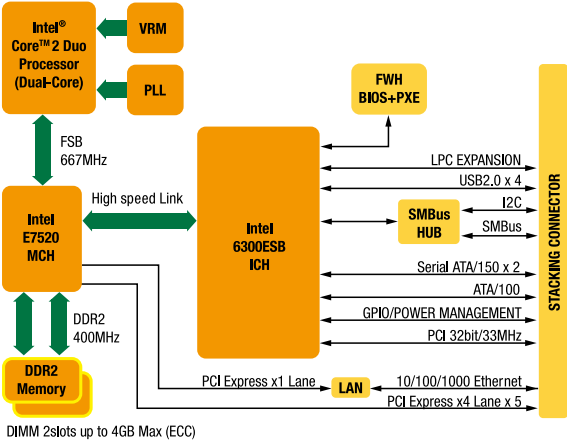 Intel®
Core™ 2 Duo
Processor
(Dual-Core)
VRM
PLL
FSB
667MHz
FWH
BIOS+PXE
High speed Link
Intel
E7520
MCH
Intel
6300ESB
ICH
LPC EXPANSION
USB2.0 x 4
SMBus
HUB
I2C
SMBus
Serial ATA/150 x 2
ATA/100
GPIO/POWER MANAGEMENT
PCI 32bit/33MHz
STACKING CONNECTOR
DDR2
400MHz
DDR2
Memory
PCI Express x1 Lane
LAN
10/100/1000 Ethernet
PCI Express x4 Lane x 5
DIMM 2slots up to 4GB Max (ECC)